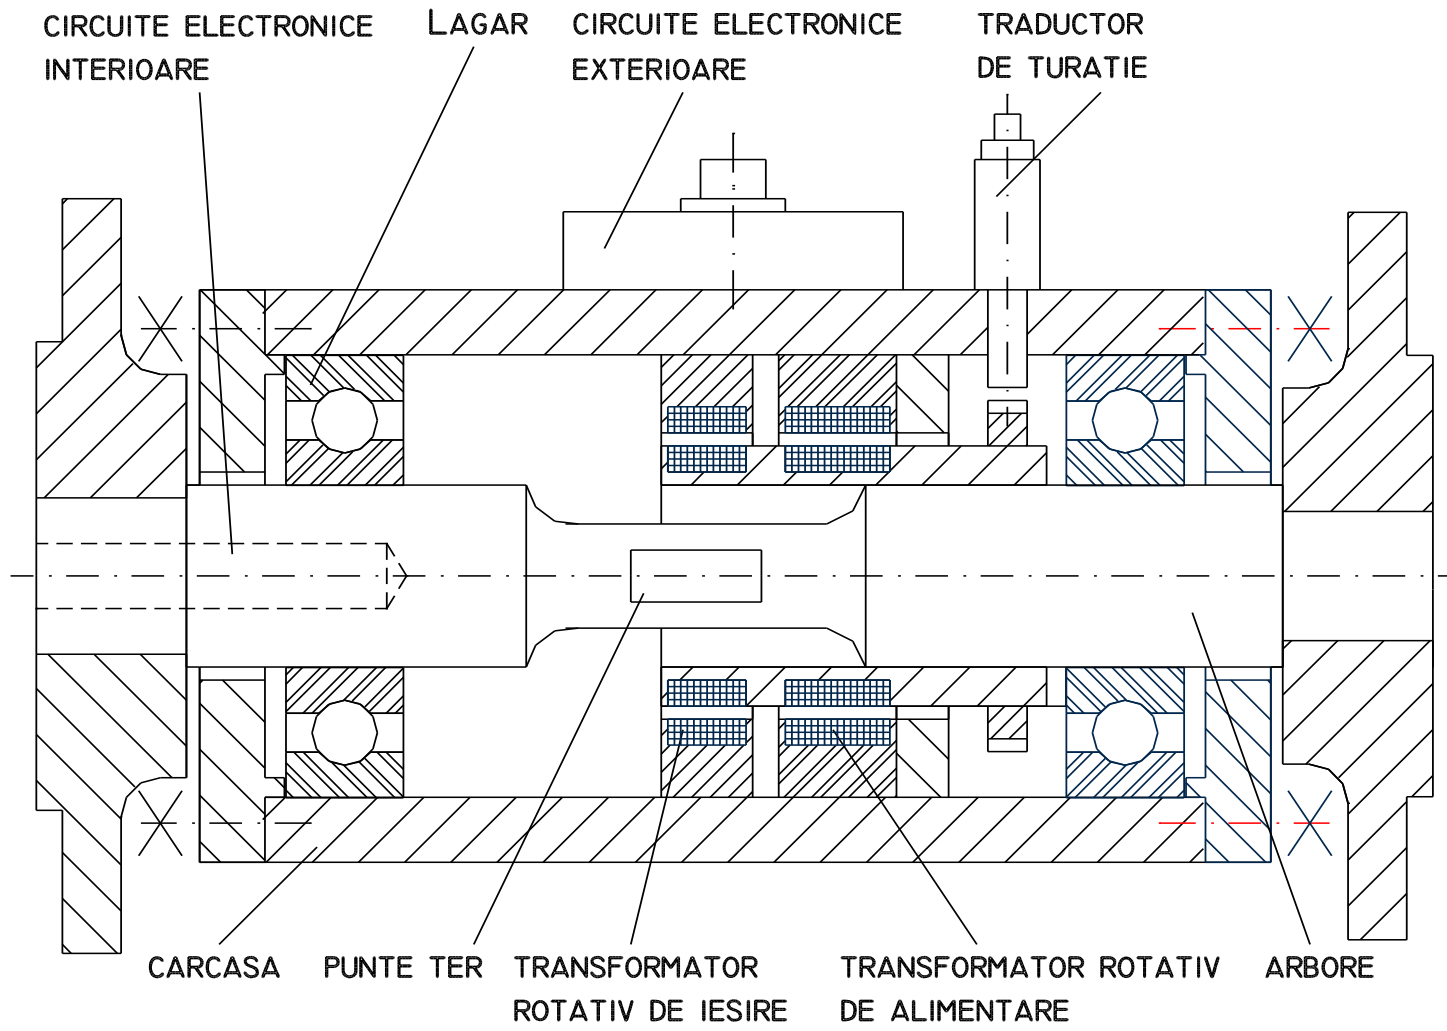 CIRCUITE ELECTRONICE
INTERIOARE
LAGAR
CIRCUITE ELECTRONICE
EXTERIOARE
TRADUCTOR
DE TURATIE
CARCASA
PUNTE TER
TRANSFORMATOR
ROTATIV DE IESIRE
TRANSFORMATOR ROTATIV
DE ALIMENTARE
ARBORE